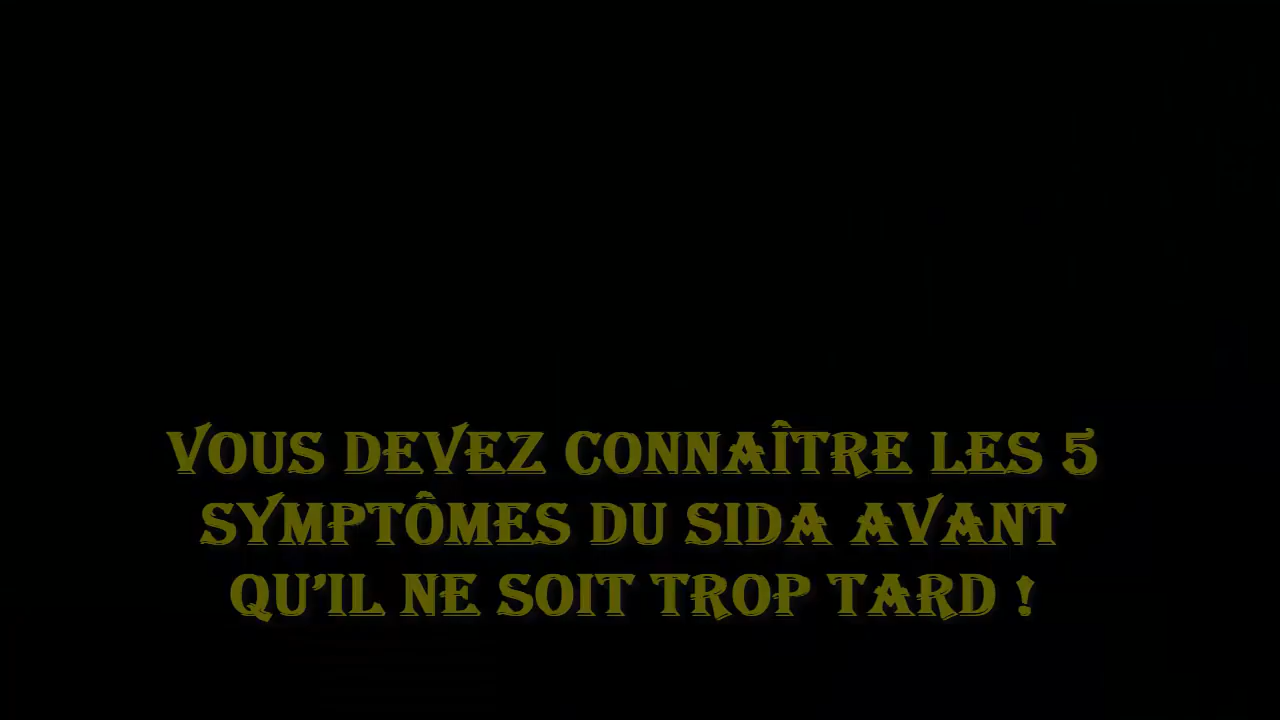 VOUS DEVEZ CONNAÎTRE LES 5
SYMPTÔMES DU SIDA AVANT
QU’IL NE SOIT TROP TARD !